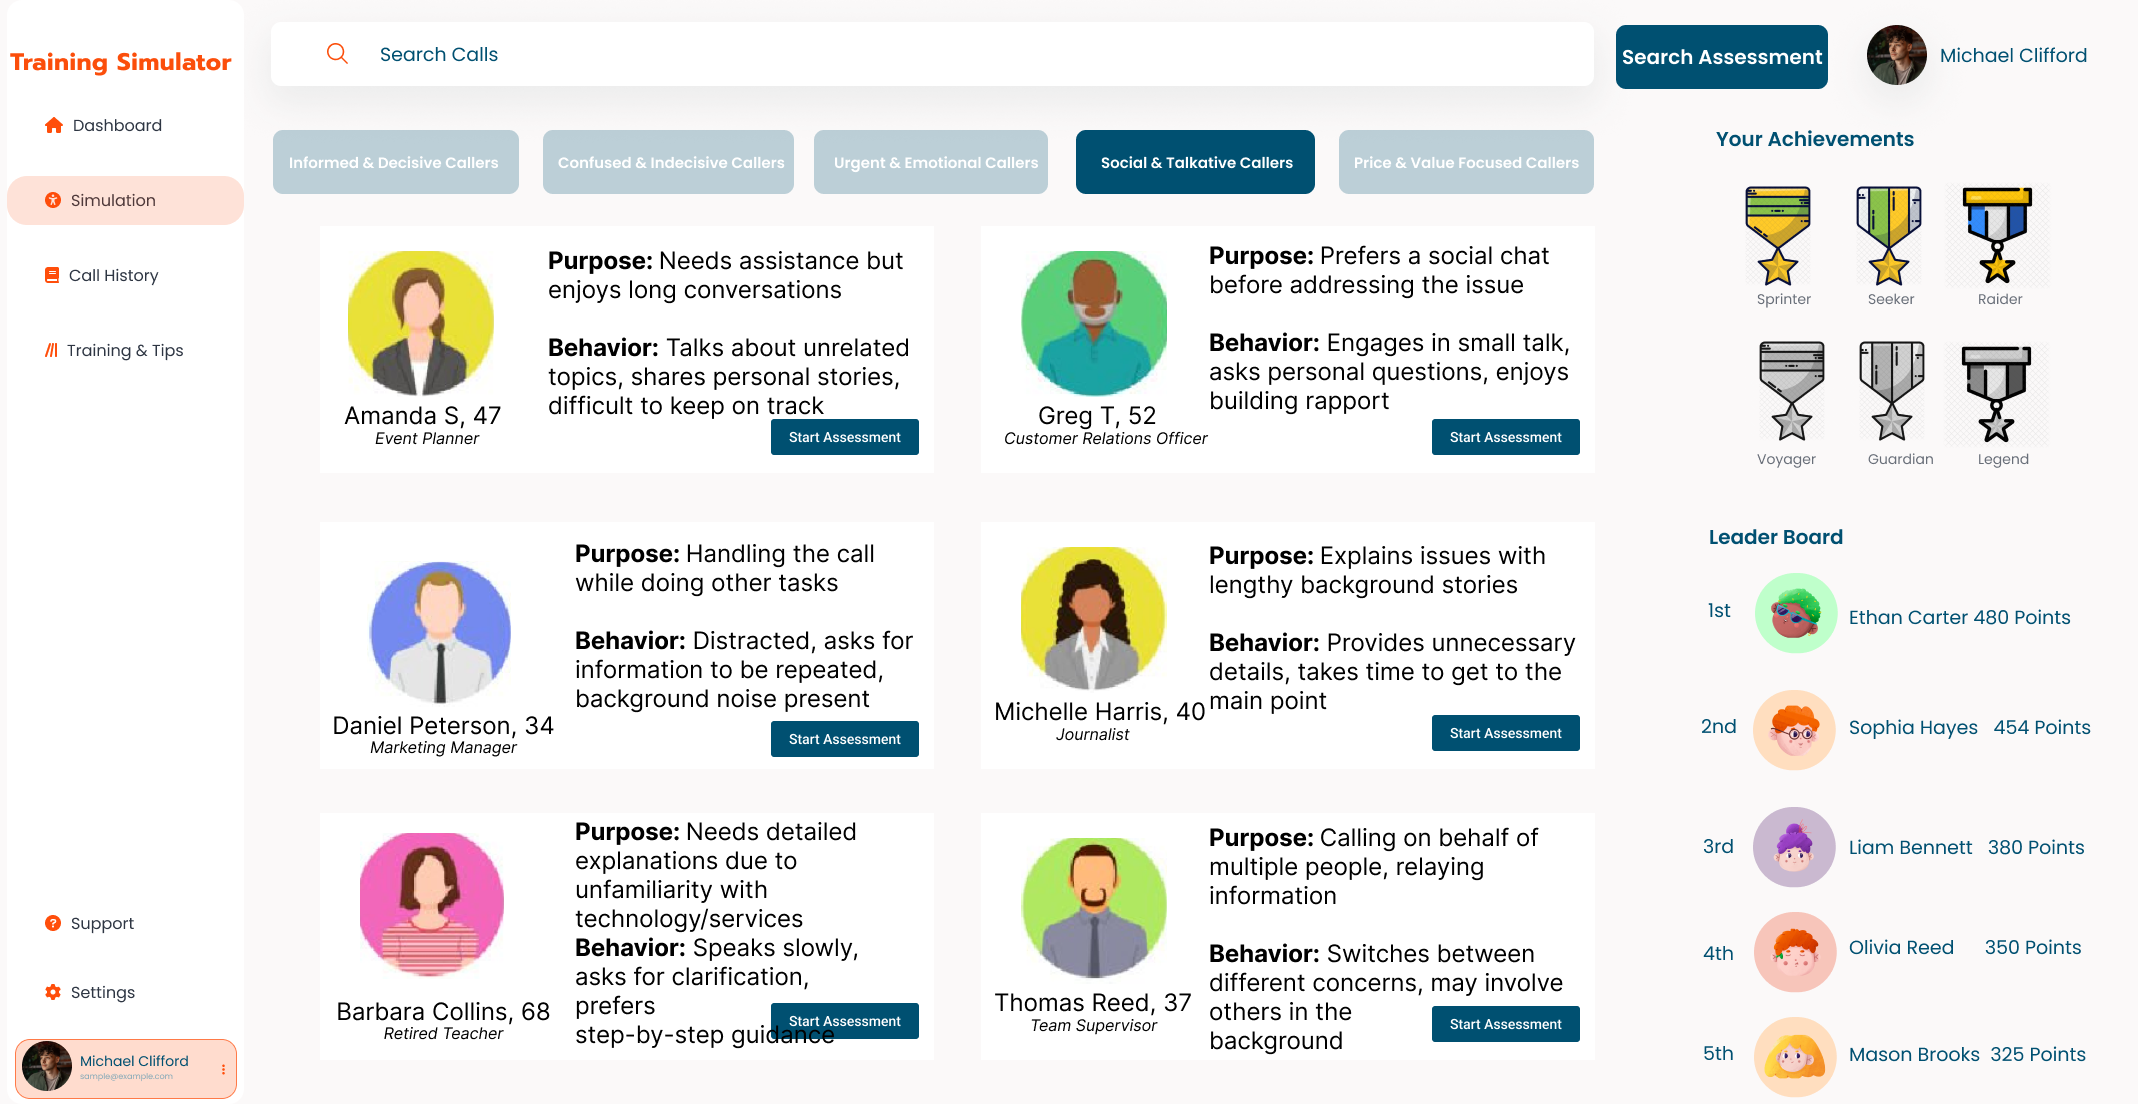 Training Simulator
Dashboard
Simulation
Call History
Training & Tips
Support
Settings
Michael Clifford
sample@example.com
Search Calls
Search Assessment
Michael Clifford
Informed & Decisive Callers
Confused & Indecisive Callers
Urgent & Emotional Callers
Social & Talkative Callers
Price & Value Focused Callers
Amanda S, 47
Event Planner
Purpose: Needs assistance but
enjoys long conversations
Behavior: Talks about unrelated
topics, shares personal stories,
difficult to keep on track
Start Assessment
Greg T, 52
Customer Relations Officer
Purpose: Prefers a social chat
before addressing the issue
Behavior: Engages in small talk,
asks personal questions, enjoys
building rapport
Start Assessment
Daniel Peterson, 34
Marketing Manager
Purpose: Handling the call
while doing other tasks
Behavior: Distracted, asks for
information to be repeated,
background noise present
Start Assessment
Michelle Harris, 40
Journalist
Purpose: Explains issues with
lengthy background stories
Behavior: Provides unnecessary
details, takes time to get to the
main point
Start Assessment
Barbara Collins, 68
Retired Teacher
Purpose: Needs detailed
explanations due to
unfamiliarity with
technology/services
Behavior: Speaks slowly,
asks for clarification,
prefers
step-by-step guidance
Start Assessment
Thomas Reed, 37
Team Supervisor
Purpose: Calling on behalf of
multiple people, relaying
information
Behavior: Switches between
different concerns, may involve
others in the
background
Start Assessment
Your Achievements
Sprinter
Seeker
Raider
Voyager
Guardian
Legend
Leader Board
1st
Ethan Carter 480 Points
2nd
Sophia Hayes 454 Points
3rd
Liam Bennett 380 Points
4th
Olivia Reed 350 Points
5th
Mason Brooks 325 Points